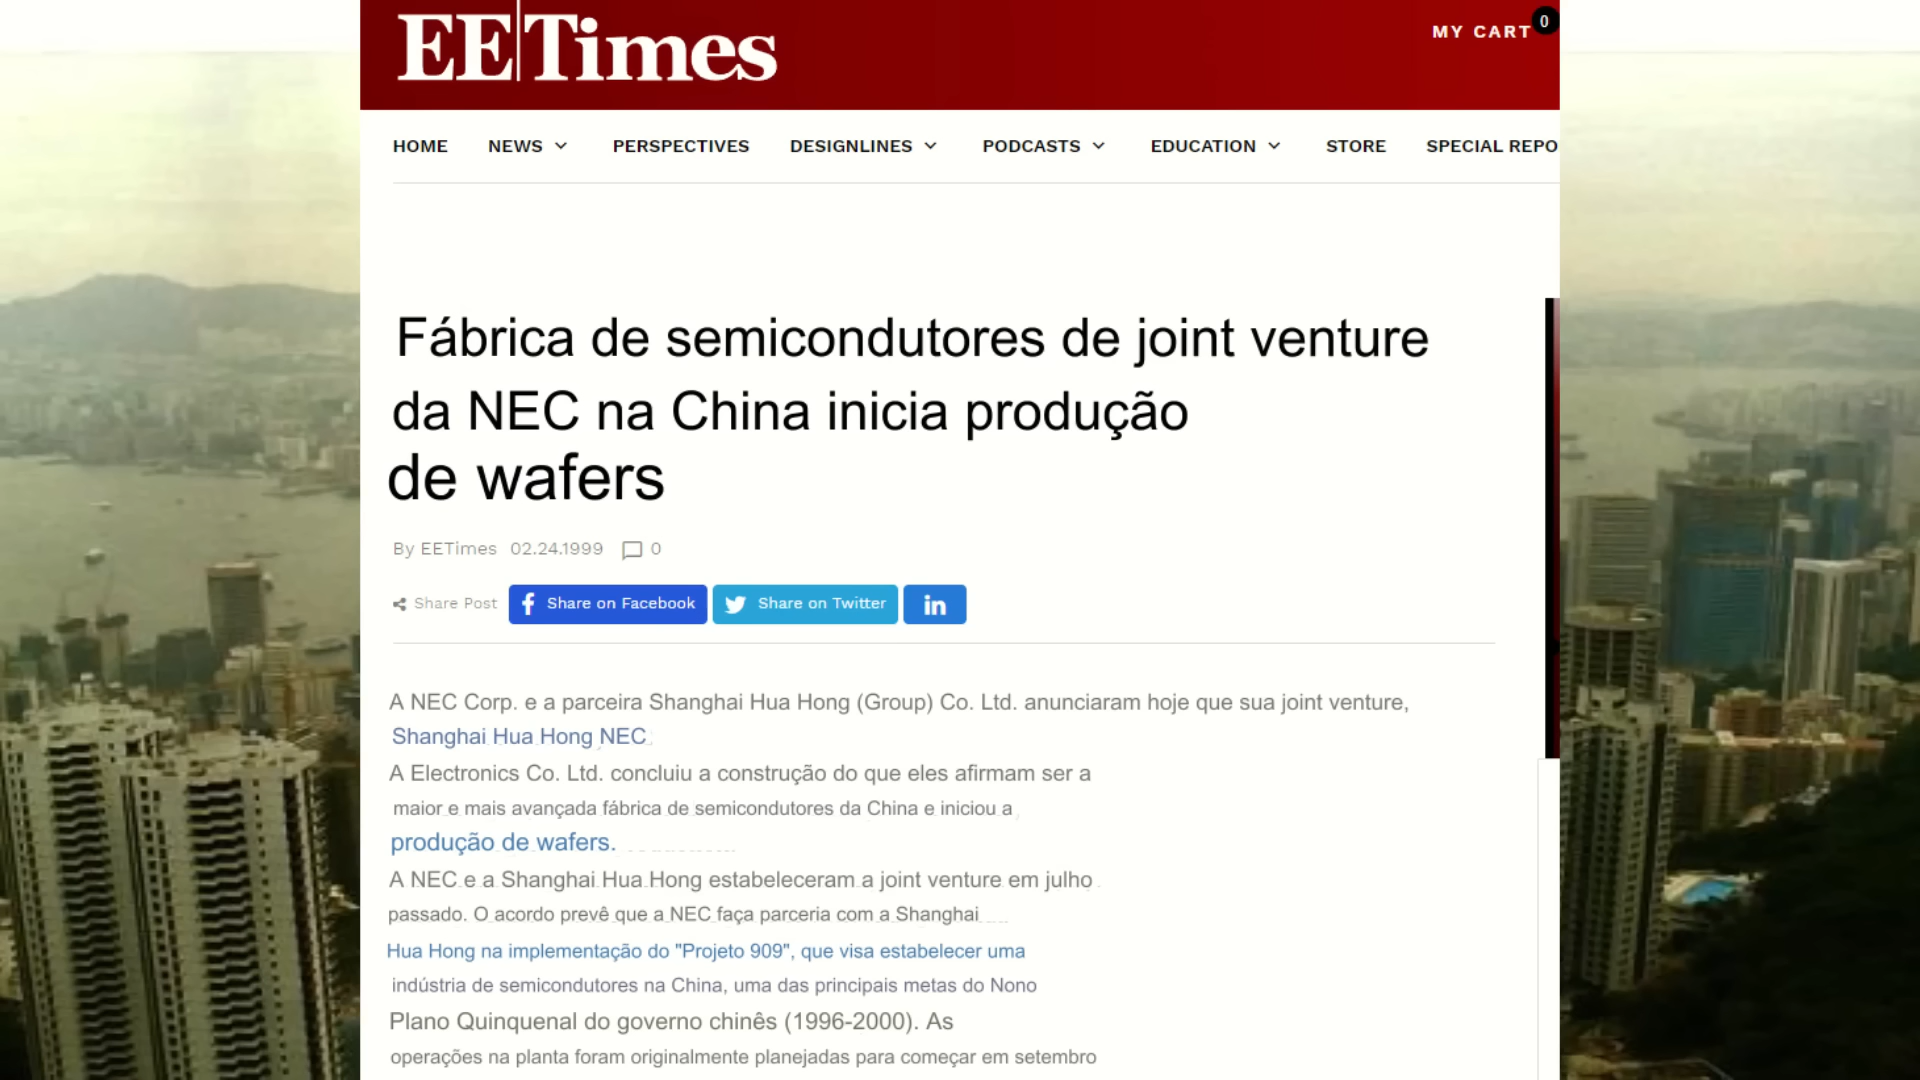 EETimes
MY CART 0
HOME NEWS PERSPECTIVES DESIGNLINES PODCASTS EDUCATION STORE SPECIAL REPO
Fábrica de semicondutores de joint venture
da NEC na China inicia produção
de wafers
By EETimes 02.24.1999 0
Share Post Share on Facebook Share on Twitter in
A NEC Corp. e a parceira Shanghai Hua Hong (Group) Co. Ltd. anunciaram hoje que sua joint venture,
Shanghai Hua Hong NEC
A Electronics Co. Ltd. concluiu a construção do que eles afirmam ser a
maior e mais avançada fábrica de semicondutores da China e iniciou a
produção de wafers.
A NEC e a Shanghai Hua Hong estabeleceram a joint venture em julho
passado. O acordo prevê que a NEC faça parceria com a Shanghai
Hua Hong na implementação do "Projeto 909", que visa estabelecer uma
indústria de semicondutores na China, uma das principais metas do Nono
Plano Quinquenal do governo chinês (1996-2000). As
operações na planta foram originalmente planejadas para começar em setembro